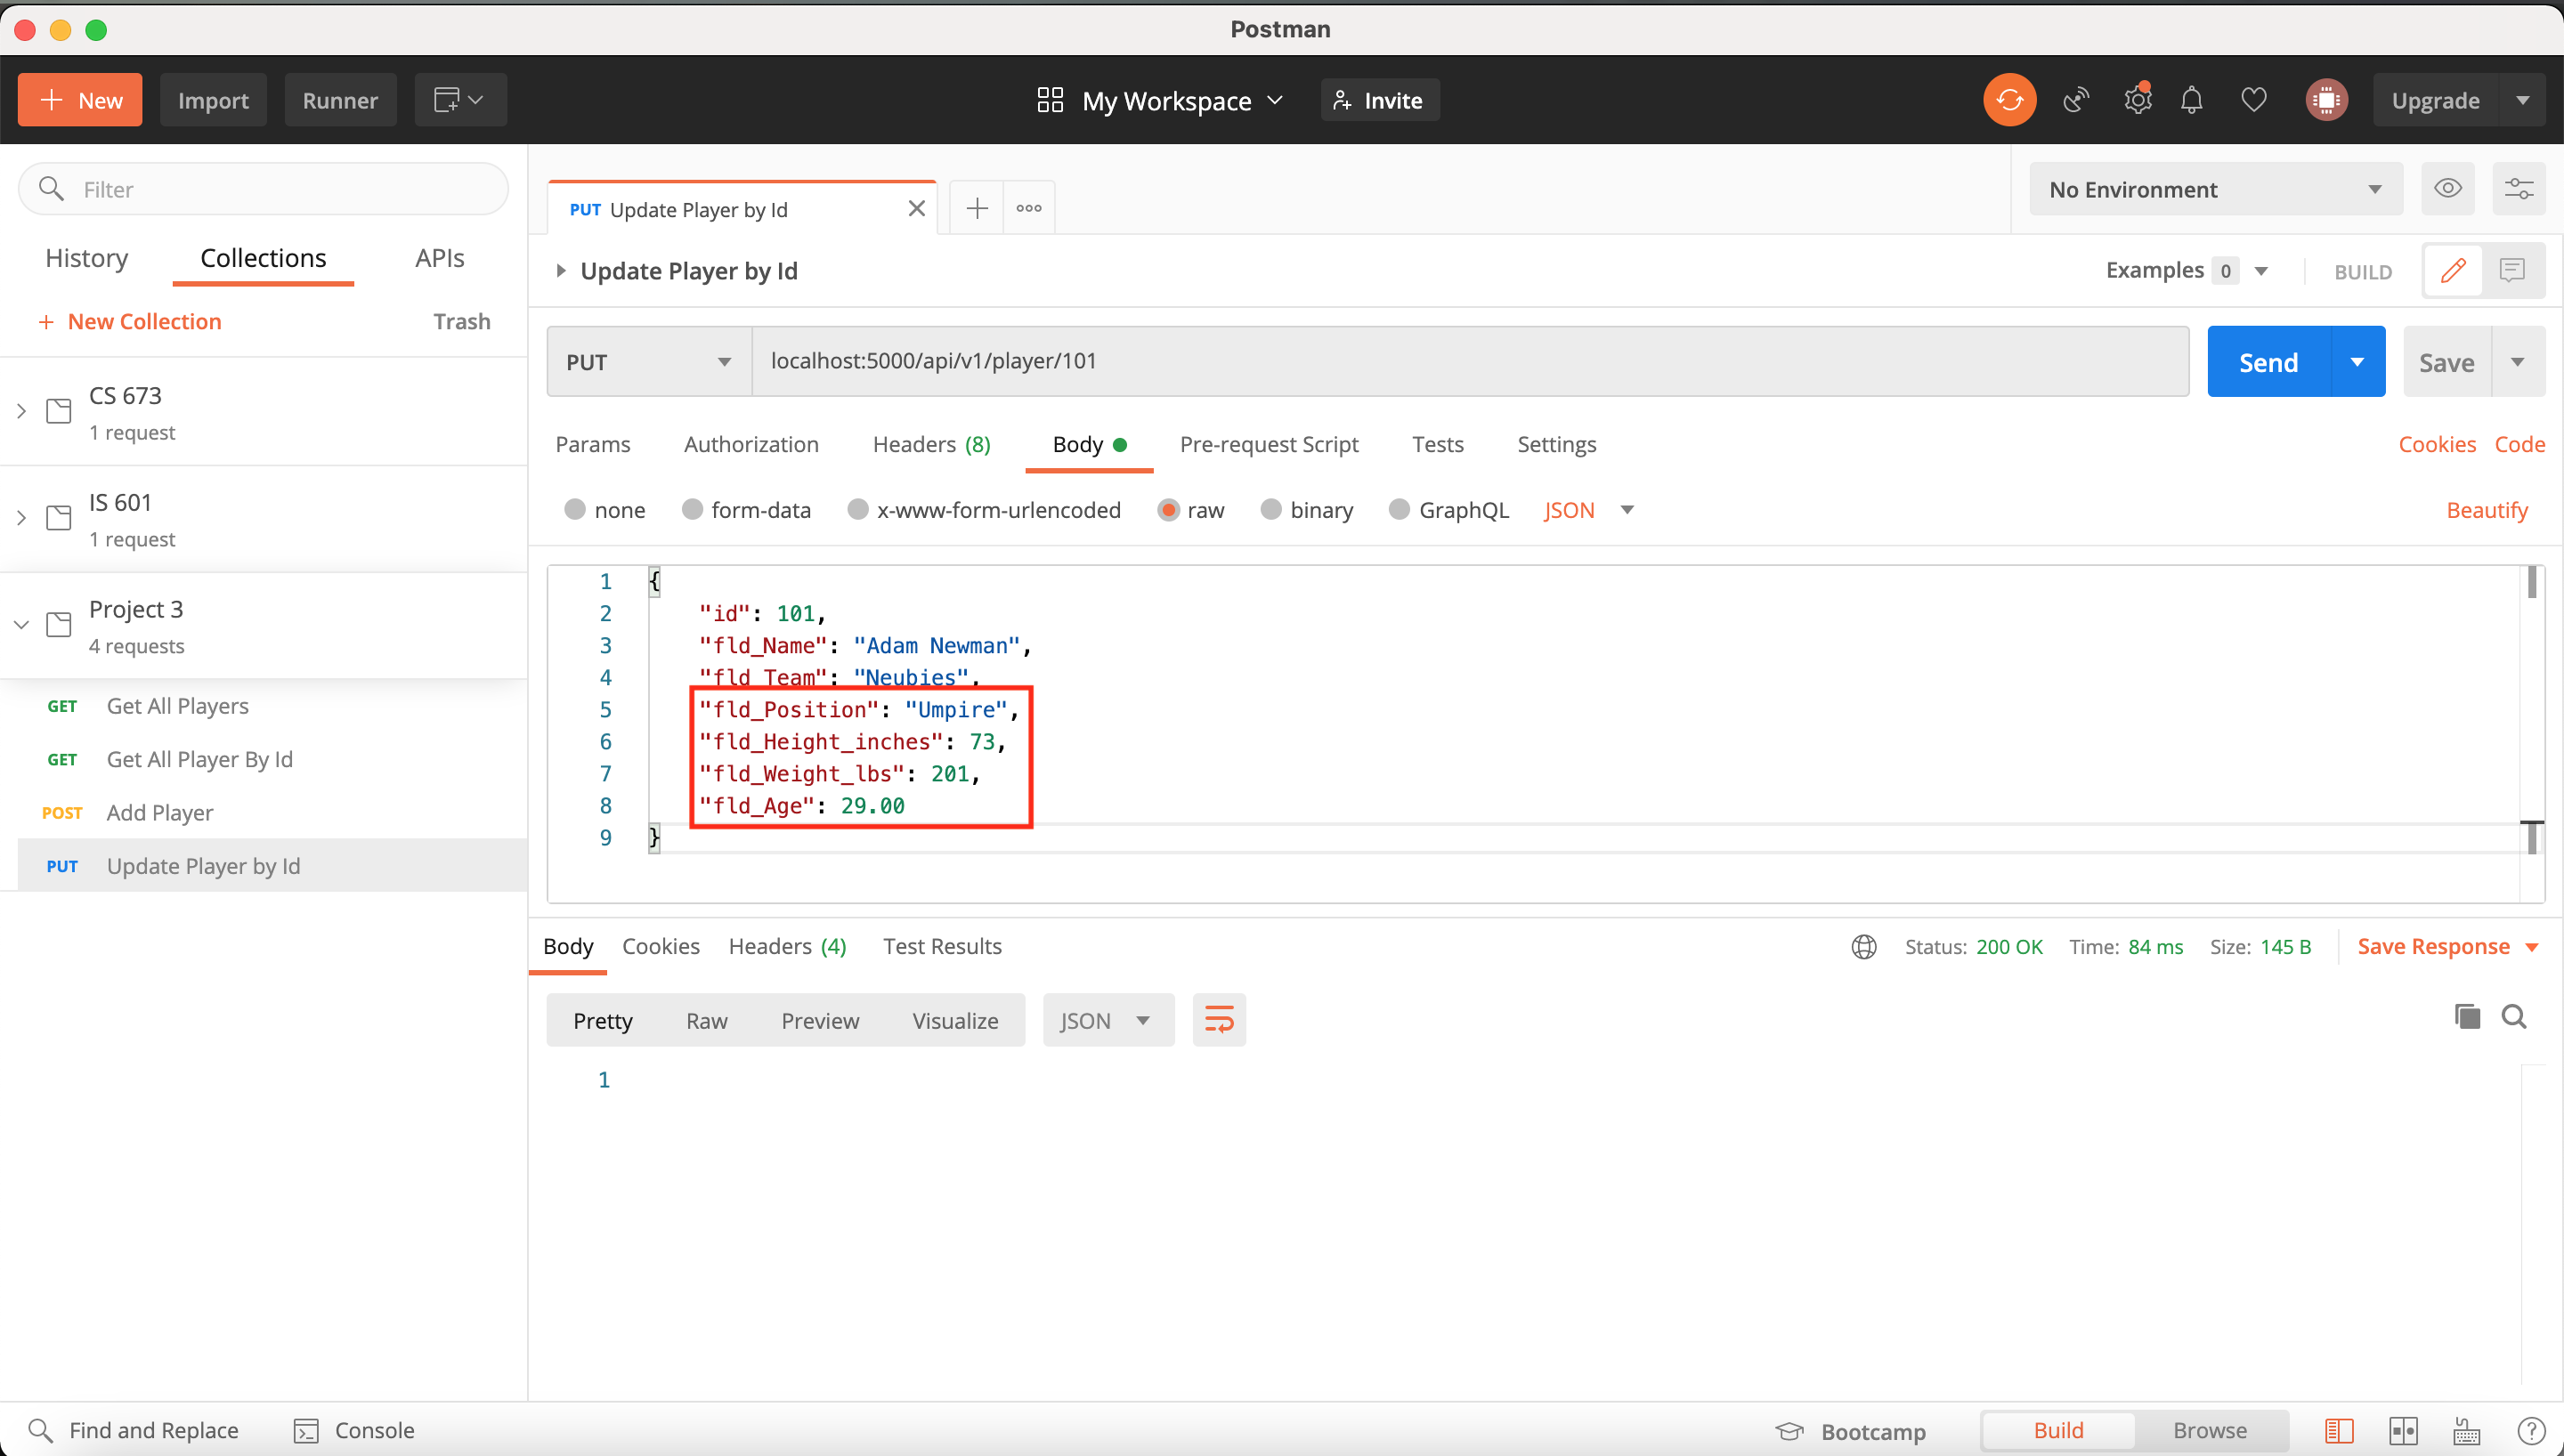 Postman
New
Import
Runner
My Workspace
Invite
Upgrade
Filter
History
Collections
APIs
+ New Collection
Trash
CS 673
1 request
IS 601
1 request
Project 3
4 requests
GET Get All Players
GET Get All Player By Id
POST Add Player
PUT Update Player by Id
PUT Update Player by Id
No Environment
Update Player by Id
Examples 0
BUILD
PUT
localhost:5000/api/v1/player/101
Send
Save
Params
Authorization
Headers (8)
Body
Pre-request Script
Tests
Settings
Cookies
Code
none
form-data
x-www-form-urlencoded
raw
binary
GraphQL
JSON
Beautify
1 {
2 "id": 101,
3 "fld_Name": "Adam Newman",
4 "fld_Team": "Neubies",
5 "fld_Position": "Umpire",
6 "fld_Height_inches": 73,
7 "fld_Weight_lbs": 201,
8 "fld_Age": 29.00
9 }
Body
Cookies
Headers (4)
Test Results
Status: 200 OK
Time: 84 ms
Size: 145 B
Save Response
Pretty
Raw
Preview
Visualize
JSON
1
Find and Replace
Console
Bootcamp
Build
Browse